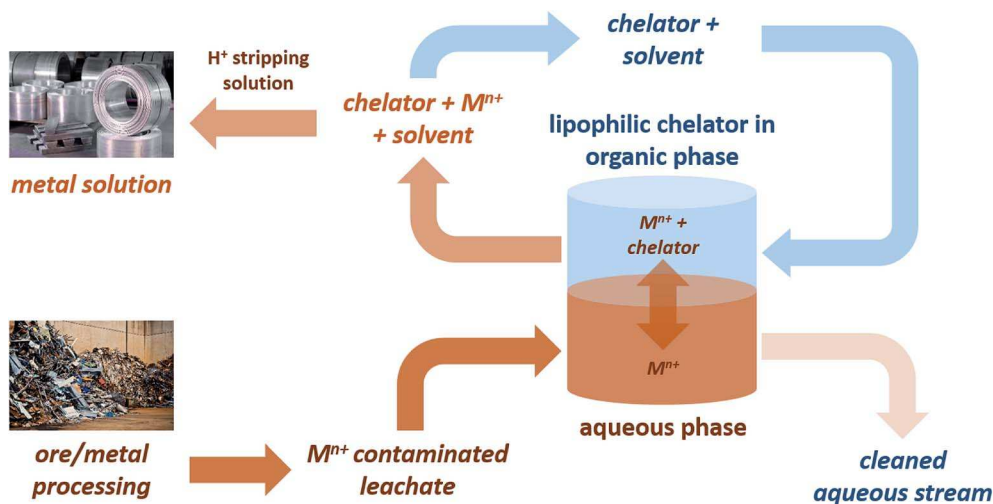 H⁺ stripping
solution
metal solution
chelator + Mⁿ⁺
+ solvent
chelator +
solvent
lipophilic chelator in
organic phase
Mⁿ⁺ +
chelator
Mⁿ⁺
aqueous phase
ore/metal
processing
Mⁿ⁺ contaminated
leachate
cleaned
aqueous stream